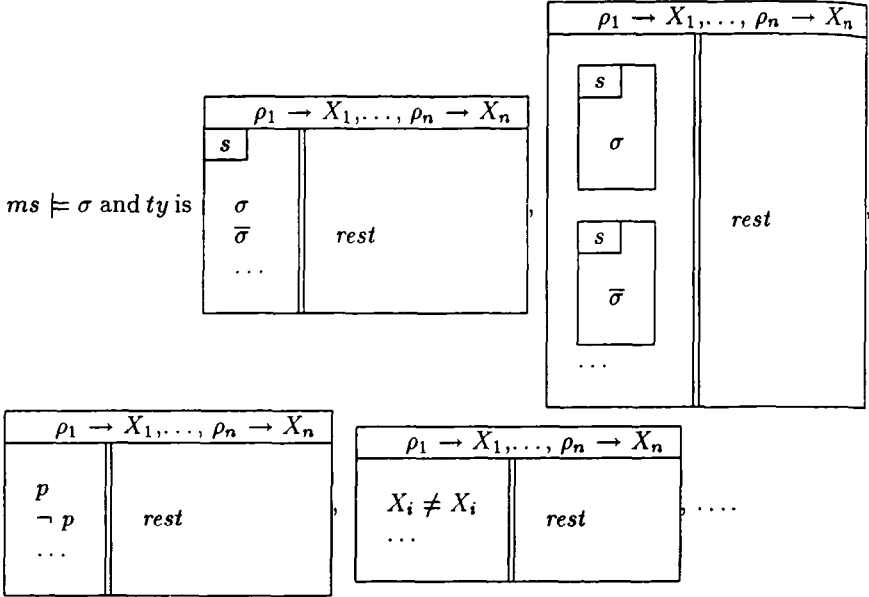 ρ₁ → X₁,..., ρₙ → Xₙ
s
σ
s
σ̅
...
rest
,
ρ₁ → X₁,..., ρₙ → Xₙ
ms ⊨ σ and ty is
s
σ
σ̅
...
rest
,
ρ₁ → X₁,..., ρₙ → Xₙ
p
¬ p
...
rest
,
ρ₁ → X₁,..., ρₙ → Xₙ
Xᵢ ≠ Xᵢ
...
rest
, ....